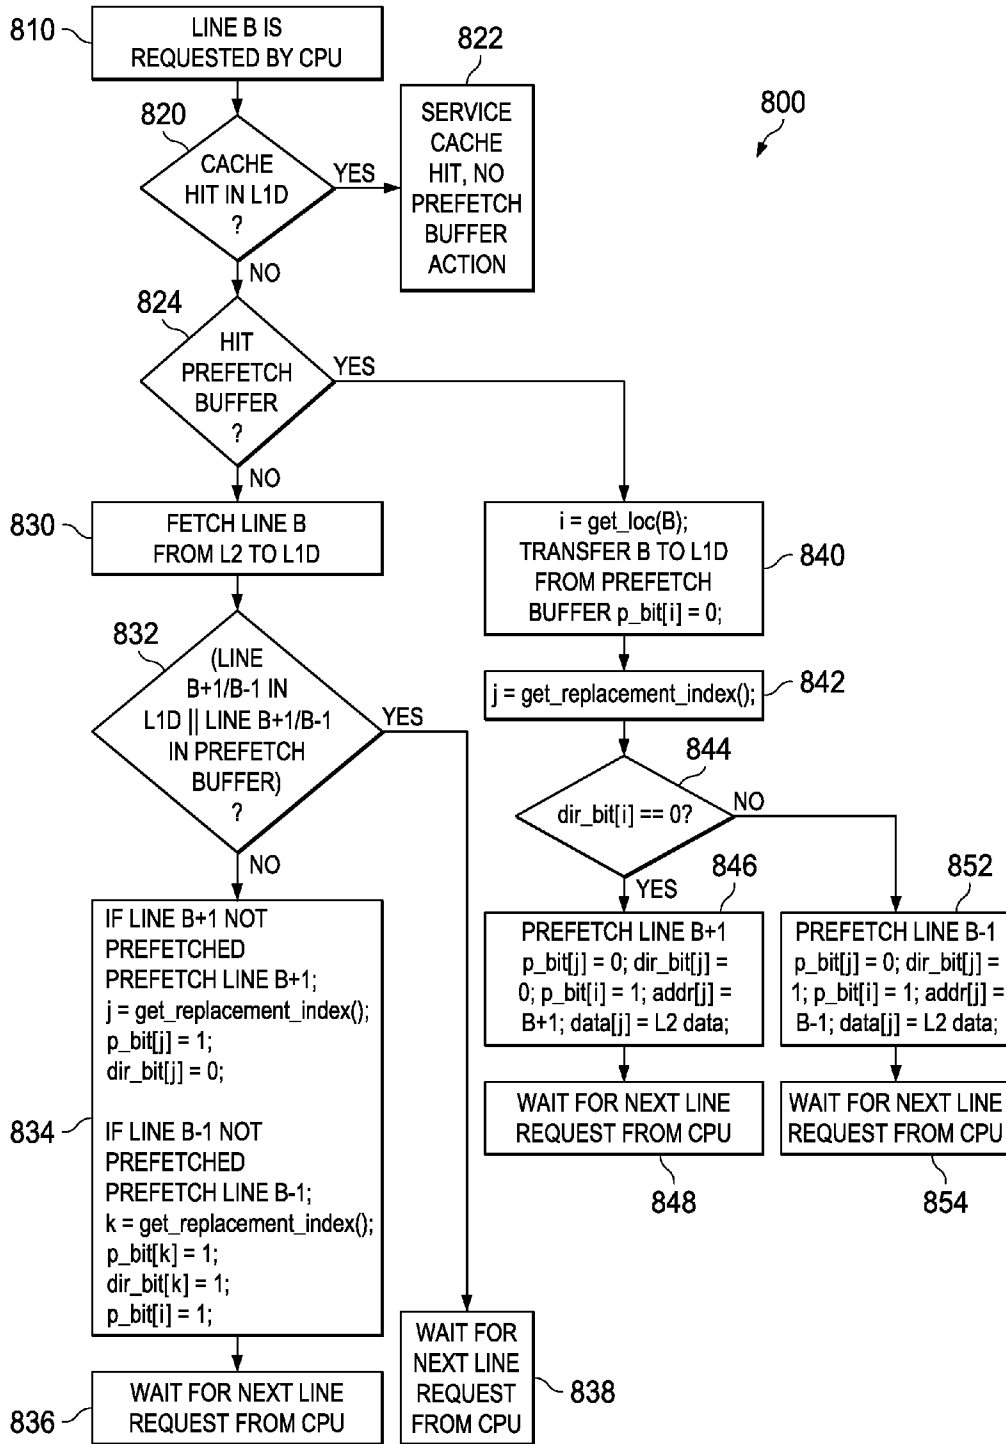 810
LINE B IS
REQUESTED BY CPU
822
SERVICE
CACHE
HIT, NO
PREFETCH
BUFFER
ACTION
800
820
CACHE
HIT IN L1D
?
YES
NO
824
HIT
PREFETCH
BUFFER
?
YES
NO
830
FETCH LINE B
FROM L2 TO L1D
832
(LINE
B+1/B-1 IN
L1D || LINE B+1/B-1
IN PREFETCH
BUFFER)
?
YES
NO
834
IF LINE B+1 NOT
PREFETCHED
PREFETCH LINE B+1;
j = get_replacement_index();
p_bit[j] = 1;
dir_bit[j] = 0;
IF LINE B-1 NOT
PREFETCHED
PREFETCH LINE B-1;
k = get_replacement_index();
p_bit[k] = 1;
dir_bit[k] = 1;
p_bit[i] = 1;
836
WAIT FOR NEXT LINE
REQUEST FROM CPU
WAIT FOR
NEXT LINE
REQUEST
FROM CPU
838
i = get_loc(B);
TRANSFER B TO L1D
FROM PREFETCH
BUFFER p_bit[i] = 0;
840
j = get_replacement_index();
842
844
dir_bit[i] == 0?
NO
YES
846
PREFETCH LINE B+1
p_bit[j] = 0; dir_bit[j] =
0; p_bit[i] = 1; addr[j] =
B+1; data[j] = L2 data;
WAIT FOR NEXT LINE
REQUEST FROM CPU
848
852
PREFETCH LINE B-1
p_bit[j] = 0; dir_bit[j] =
1; p_bit[i] = 1; addr[j] =
B-1; data[j] = L2 data;
WAIT FOR NEXT LINE
REQUEST FROM CPU
854